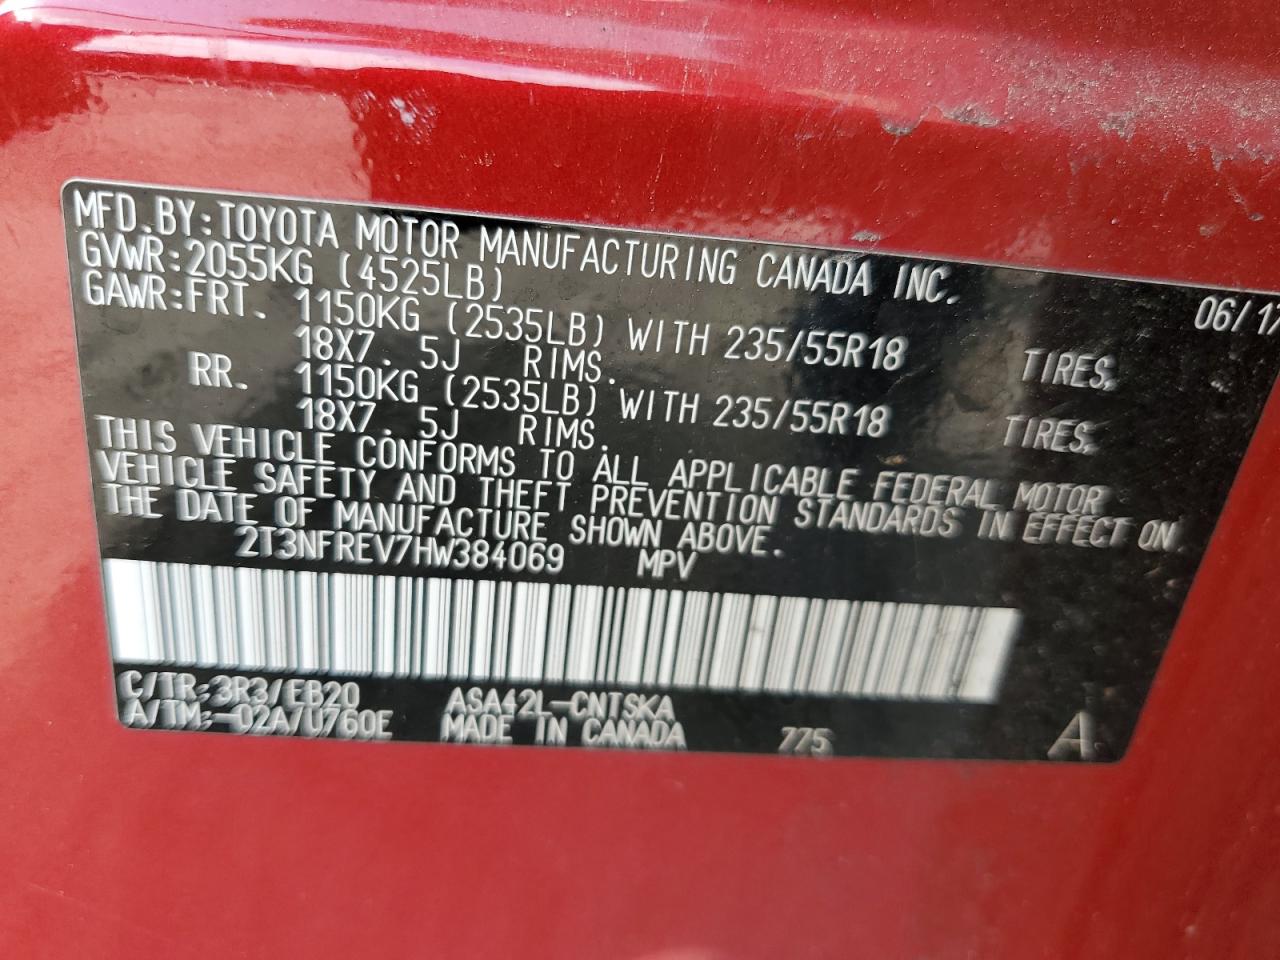 MFD.BY:TOYOTA MOTOR MANUFACTURING CANADA INC.
GVWR:2055KG (4525LB) 06/17
GAWR:FRT. 1150KG (2535LB) WITH 235/55R18 TIRES,
18X7.5J RIMS.
RR. 1150KG (2535LB) WITH 235/55R18 TIRES,
18X7.5J RIMS.
THIS VEHICLE CONFORMS TO ALL APPLICABLE FEDERAL MOTOR
VEHICLE SAFETY AND THEFT PREVENTION STANDARDS IN EFFECT ON
THE DATE OF MANUFACTURE SHOWN ABOVE.
2T3NFREV7HW384069 MPV
C/TR:3R3/EB20 ASA42L-CNTSKA
A/TM:-02A/U760E MADE IN CANADA 775 A